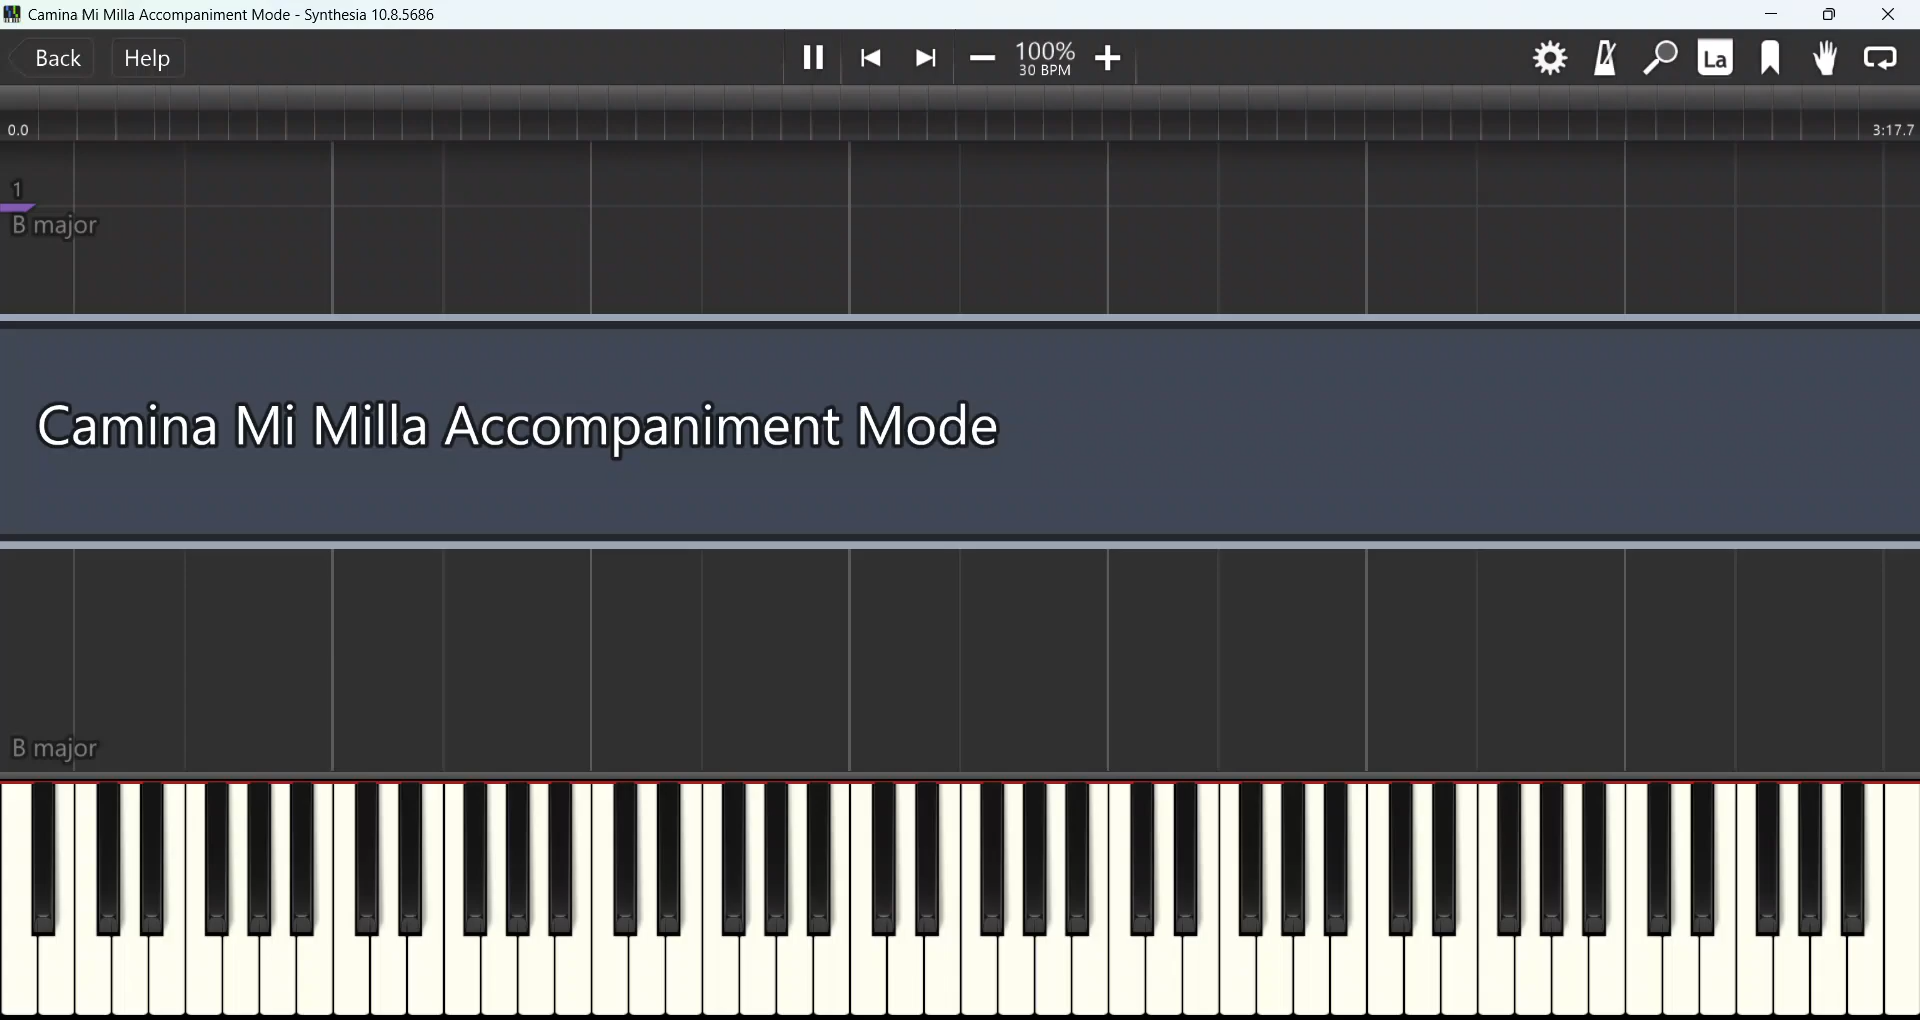 Camina Mi Milla Accompaniment Mode - Synthesia 10.8.5686
Back
Help
100%
30 BPM
La
0.0
3:17.7
1
B major
Camina Mi Milla Accompaniment Mode
B major